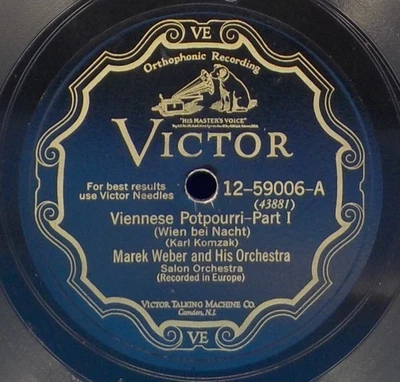 VE
Orthophonic Recording
"HIS MASTER'S VOICE"
VICTOR
For best results
use Victor Needles
12-59006-A
(43881)
Viennese Potpourri-Part I
(Wien bei Nacht)
(Karl Komzak)
Marek Weber and His Orchestra
Salon Orchestra
(Recorded in Europe)
VICTOR TALKING MACHINE CO.
Camden, N.J.
VE